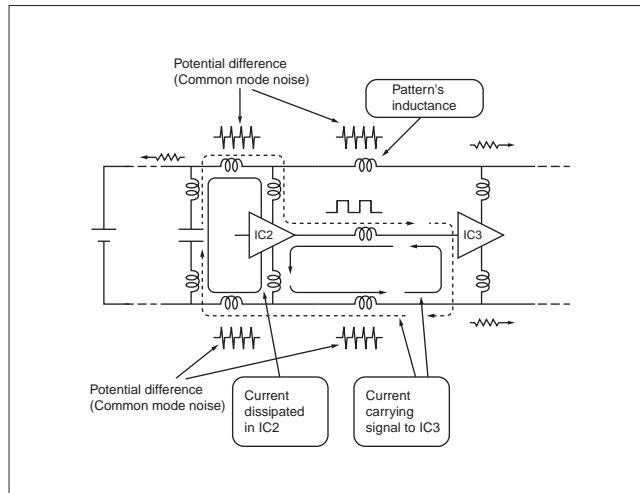 Potential difference
(Common mode noise)
Pattern's
inductance
IC2
IC3
Potential difference
(Common mode noise)
Current
dissipated
in IC2
Current
carrying
signal to IC3